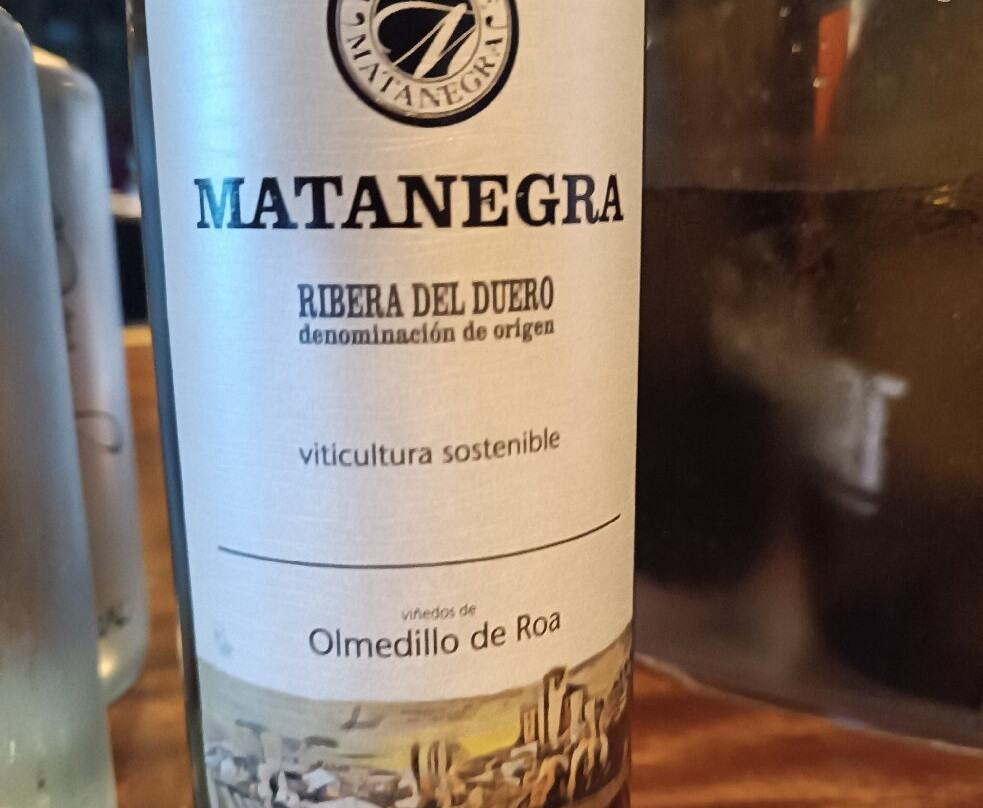 MATANEGRA
MATANEGRA
RIBERA DEL DUERO
denominación de origen
viticultura sostenible
viñedos de
Olmedillo de Roa